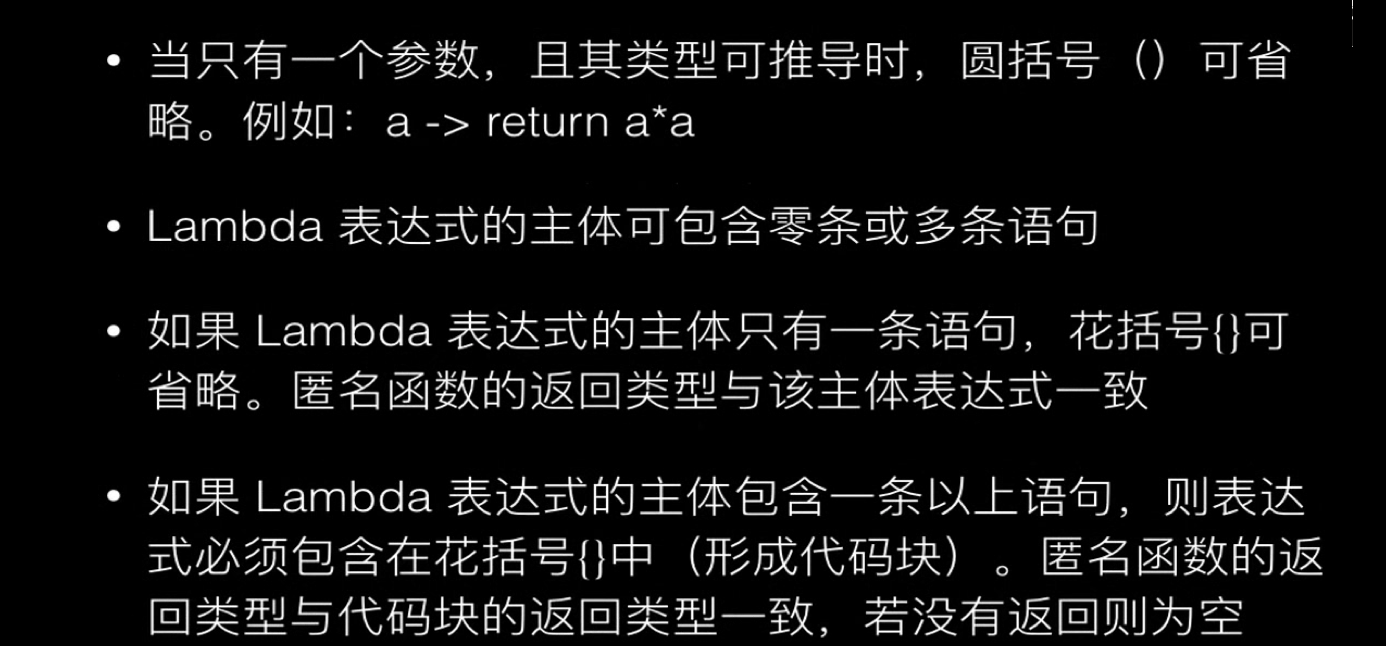 • 当只有一个参数，且其类型可推导时，圆括号（）可省
略。例如：a -> return a*a
• Lambda 表达式的主体可包含零条或多条语句
• 如果 Lambda 表达式的主体只有一条语句，花括号{}可
省略。匿名函数的返回类型与该主体表达式一致
• 如果 Lambda 表达式的主体包含一条以上语句，则表达
式必须包含在花括号{}中（形成代码块）。匿名函数的返
回类型与代码块的返回类型一致，若没有返回则为空